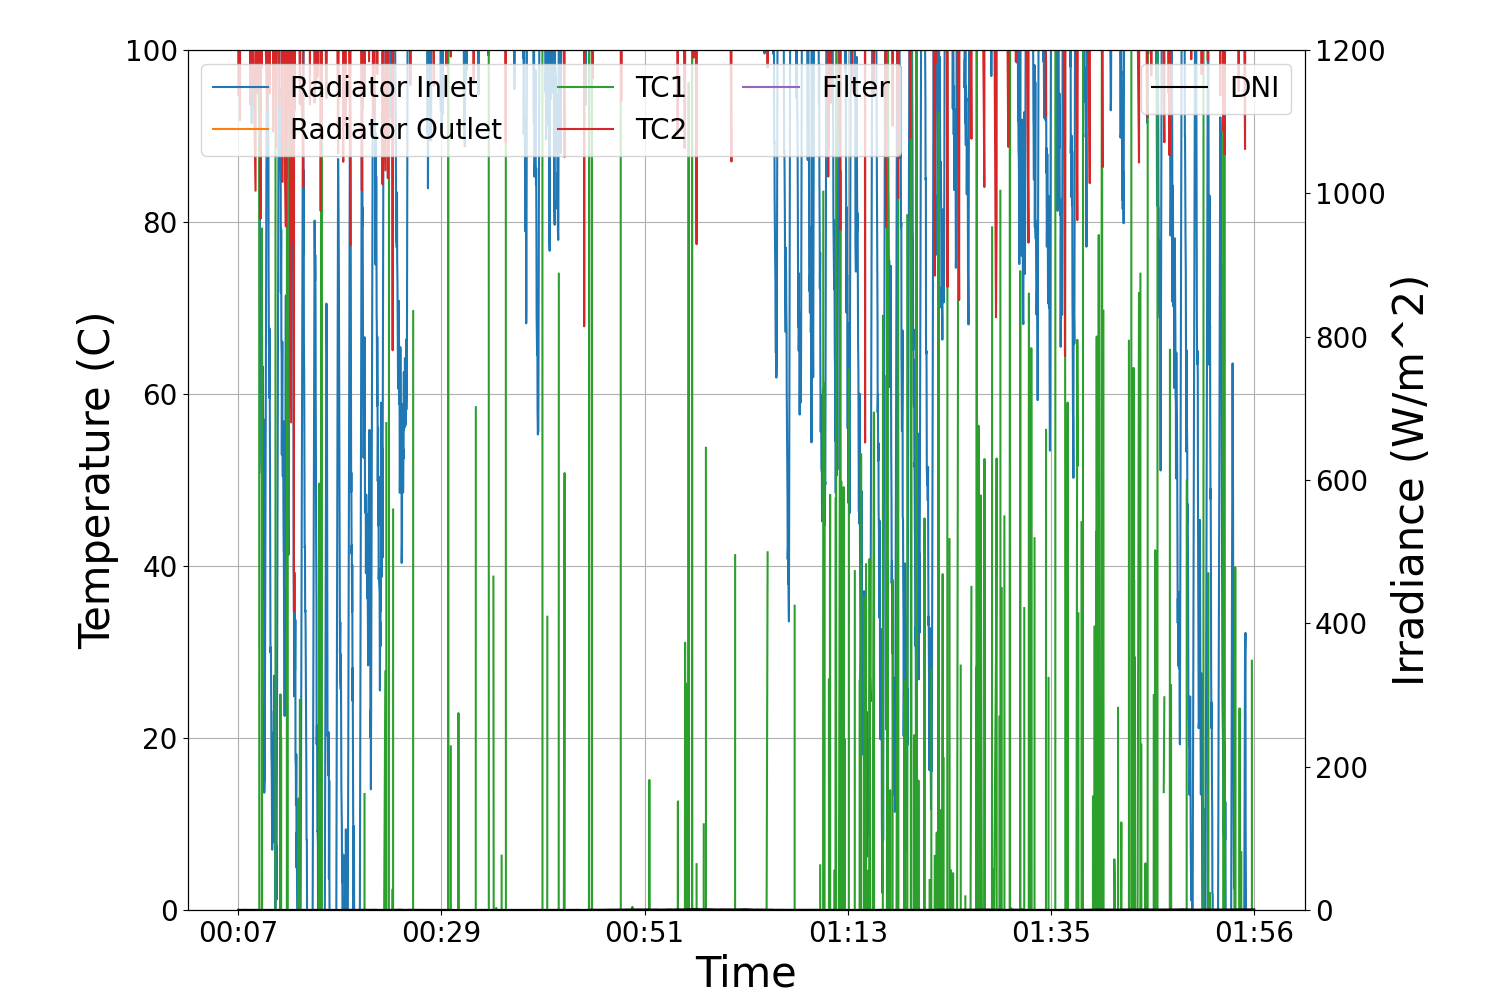 100
80
60
40
20
0
Temperature (C)
Radiator Inlet
Radiator Outlet
TC1
TC2
Filter
DNI
1200
1000
800
600
400
200
0
Irradiance (W/m^2)
00:07
00:29
00:51
01:13
01:35
01:56
Time